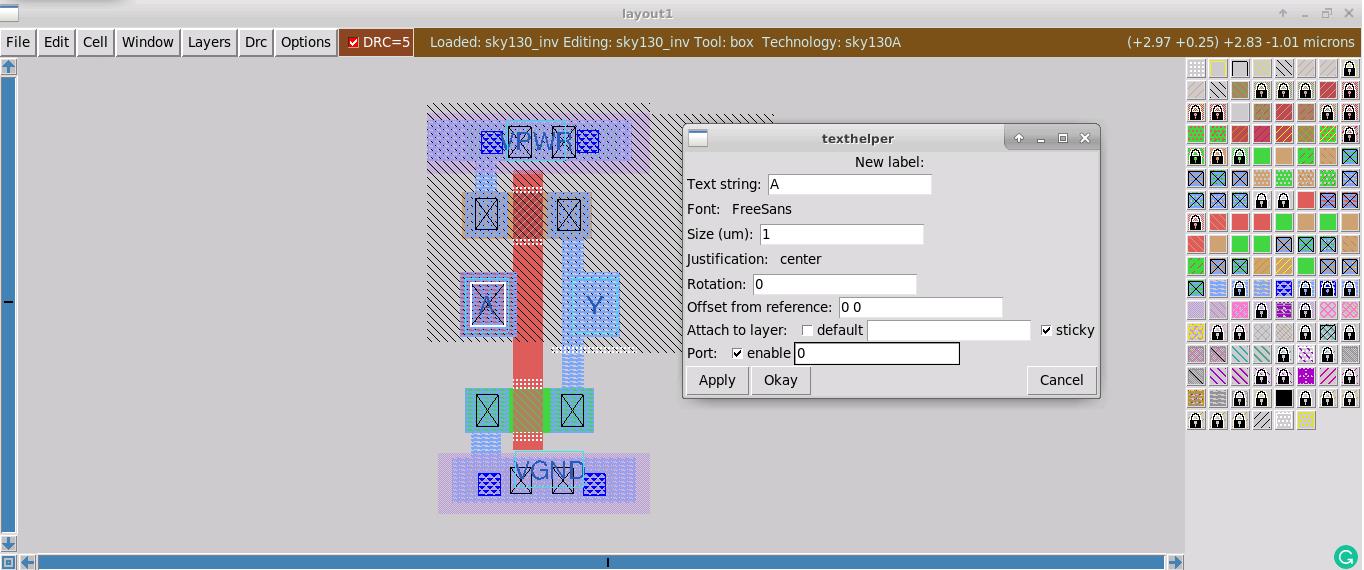 layout1
File Edit Cell Window Layers Drc Options DRC=5 Loaded: sky130_inv Editing: sky130_inv Tool: box Technology: sky130A (+2.97 +0.25) +2.83 -1.01 microns
VPWR
A
Y
VGND
texthelper
New label:
Text string: A
Font: FreeSans
Size (um): 1
Justification: center
Rotation: 0
Offset from reference: 0 0
Attach to layer: default sticky
Port: enable 0
Apply Okay Cancel